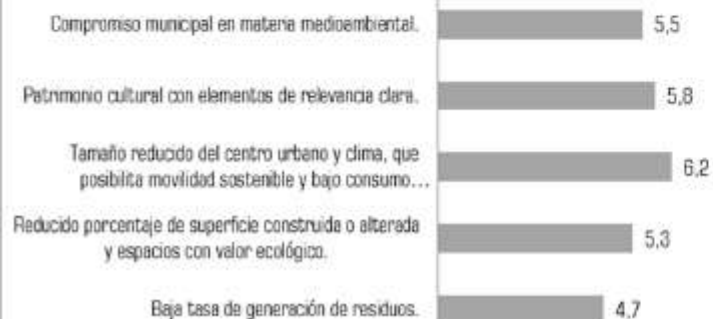 Compromiso municipal en materia medioambiental. 5,5
Patrimonio cultural con elementos de relevancia clara. 5,8
Tamaño reducido del centro urbano y clima, que
posibilita movilidad sostenible y bajo consumo... 6,2
Reducido porcentaje de superficie construida o alterada
y espacios con valor ecológico. 5,3
Baja tasa de generación de residuos. 4,7